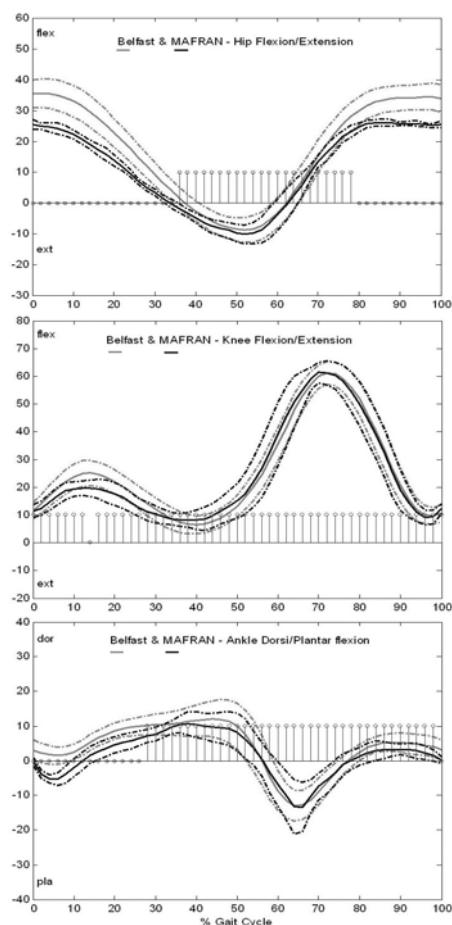 flex
Belfast & MAFRAN - Hip Flexion/Extension
60
50
40
30
20
10
0
-10
ext
-20
-30
0 10 20 30 40 50 60 70 80 90 100
80
flex
Belfast & MAFRAN - Knee Flexion/Extension
70
60
50
40
30
20
10
0
ext
-10
-20
0 10 20 30 40 50 60 70 80 90 100
40
dor
Belfast & MAFRAN - Ankle Dorsi/Plantar flexion
30
20
10
0
-10
-20
-30
pla
-40
0 10 20 30 40 50 60 70 80 90 100
% Gait Cycle